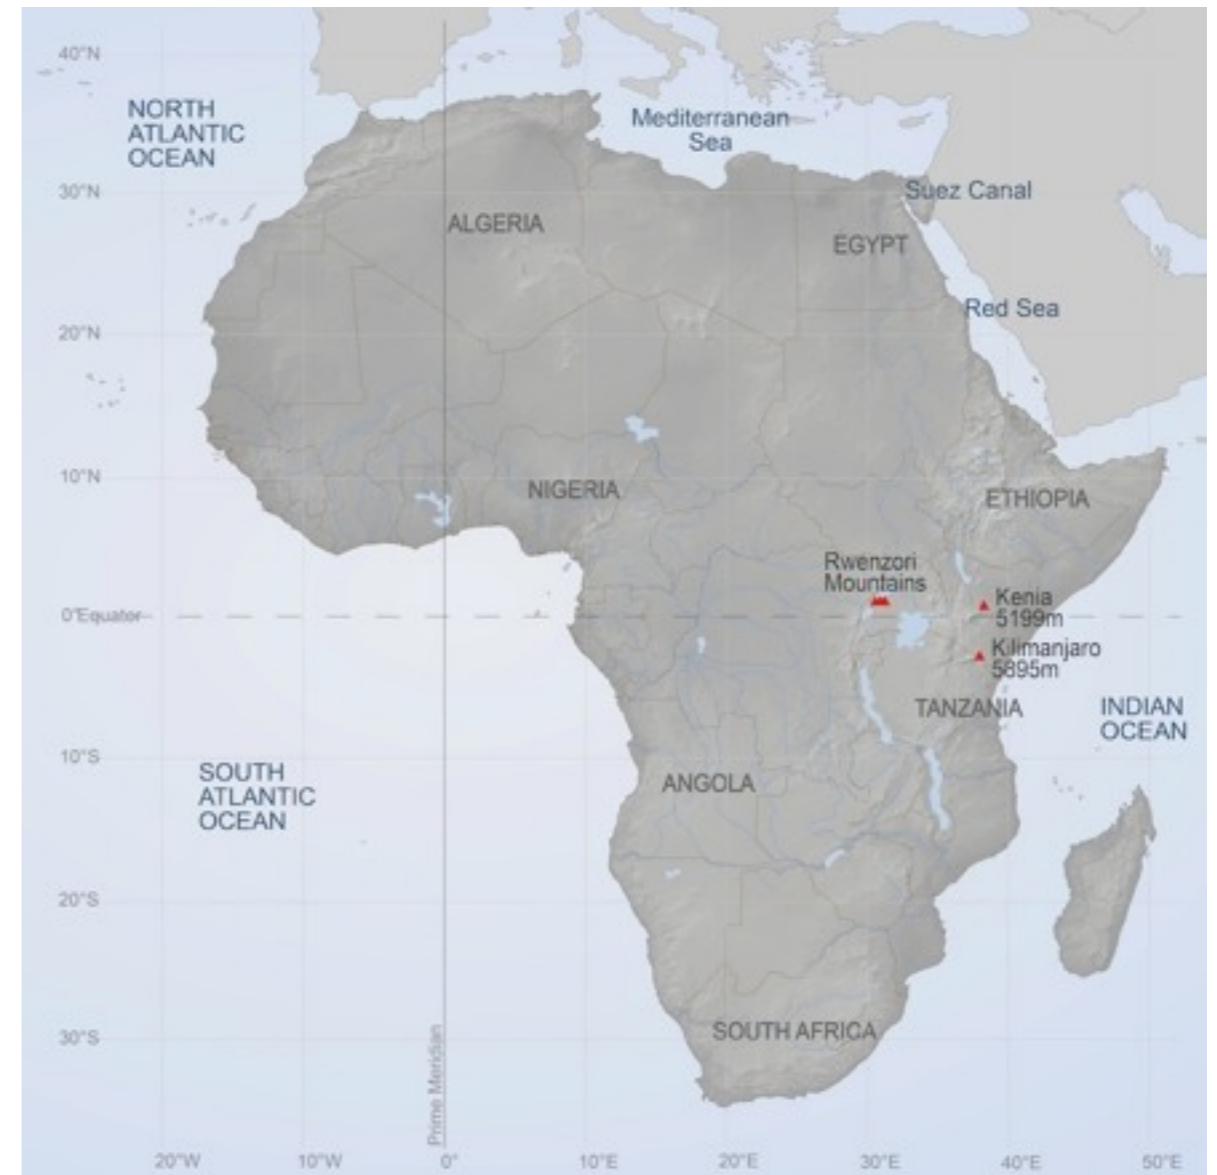 40°N
NORTH
ATLANTIC
OCEAN
Mediterranean
Sea
30°N
Suez Canal
ALGERIA
EGYPT
20°N
Red Sea
10°N
NIGERIA
ETHIOPIA
Rwenzori
Mountains
Kenia
5199m
0°Equator
Kilimanjaro
5895m
TANZANIA
INDIAN
OCEAN
10°S
SOUTH
ATLANTIC
OCEAN
ANGOLA
20°S
30°S
SOUTH AFRICA
Prime Meridian
20°W
10°W
0°
10°E
20°E
30°E
40°E
50°E